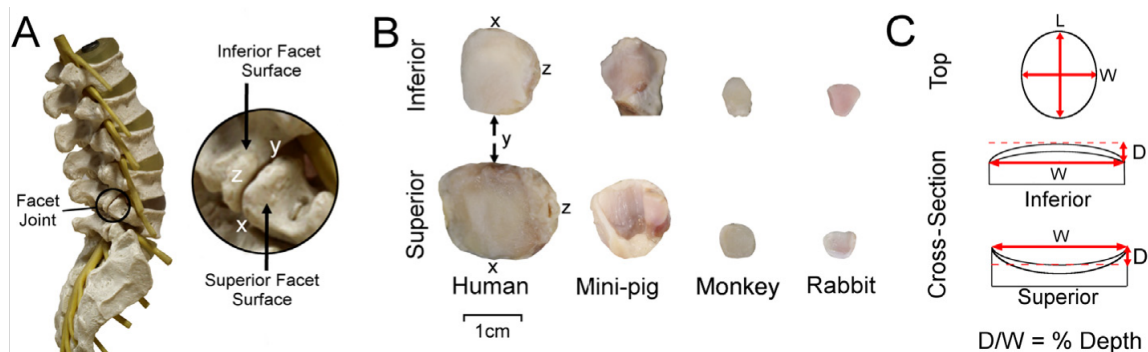 A
Inferior Facet
Surface
y
z
x
Facet
Joint
Superior Facet
Surface
B
Inferior
Superior
x
z
y
z
x
Human
Mini-pig
Monkey
Rabbit
1cm
C
Top
Cross-Section
L
W
D
W
Inferior
W
D
Superior
D/W = % Depth